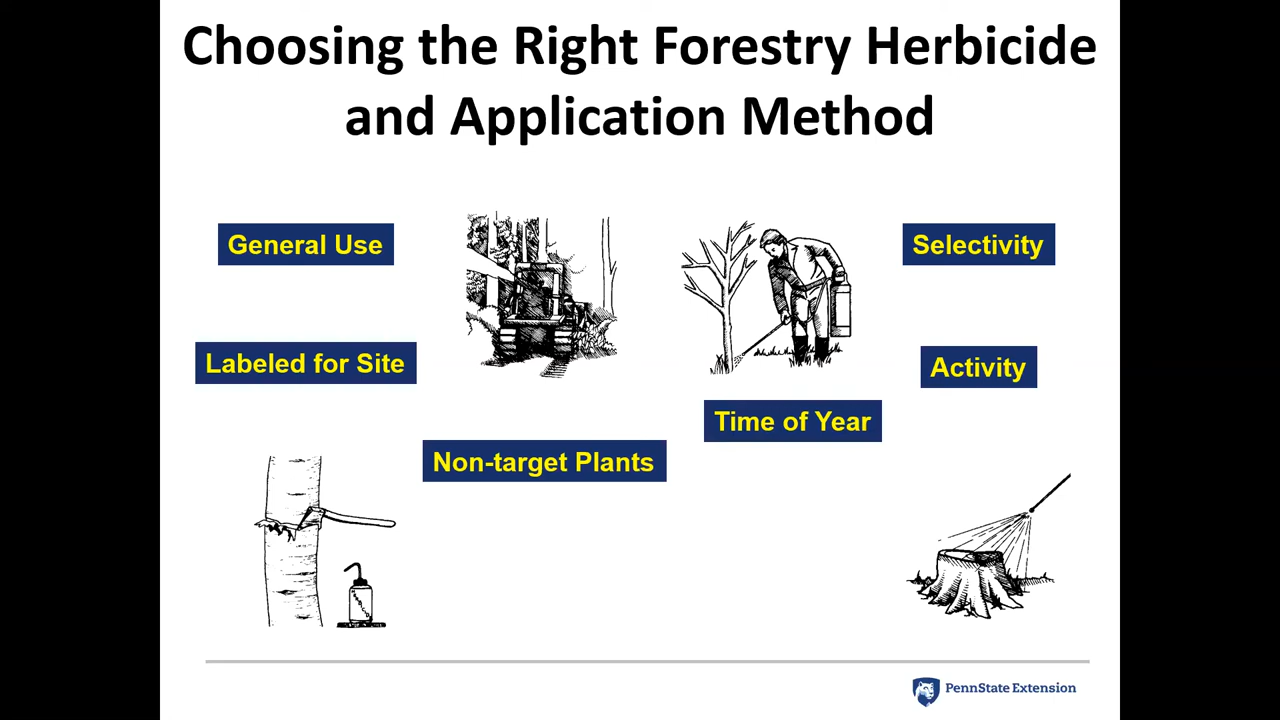 Choosing the Right Forestry Herbicide
and Application Method
General Use
Selectivity
Labeled for Site
Activity
Time of Year
Non-target Plants
PennState Extension